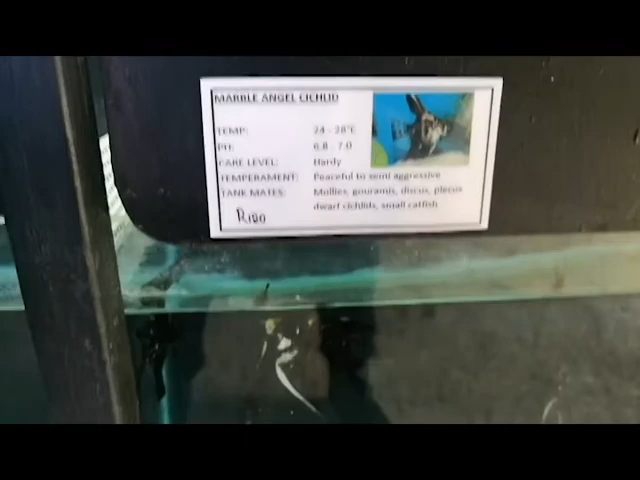 MARBLE ANGEL CICHLID
TEMP: 24 - 28°C
PH: 6.8 - 7.0
CARE LEVEL: Hardy
TEMPERAMENT: Peaceful to semi aggressive
TANK MATES: Mollies, gouramis, discus, plecos
dwarf cichlids, small catfish
R120